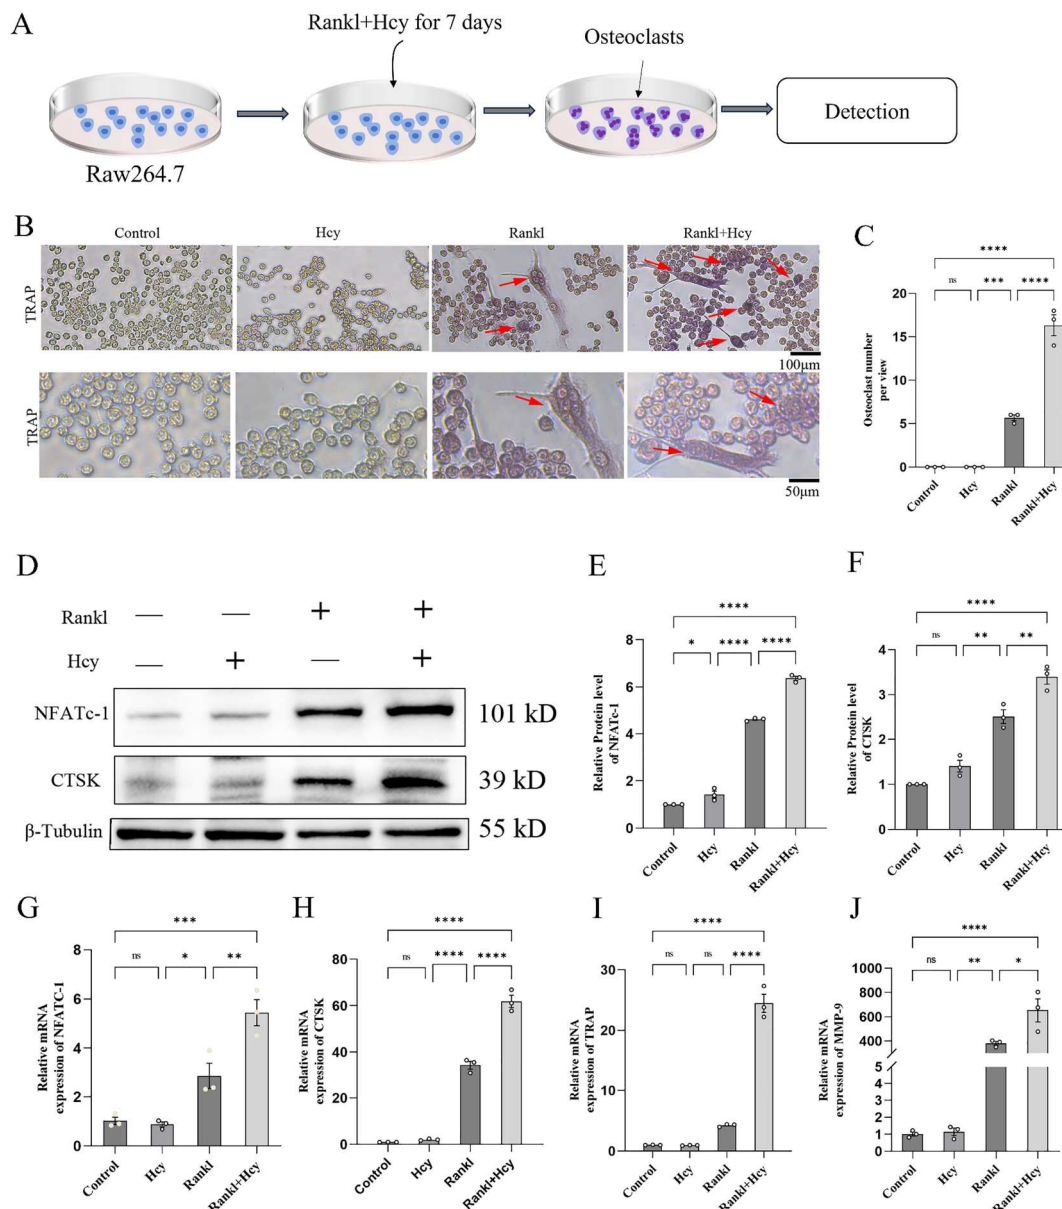 A
Rankl+Hcy for 7 days
Osteoclasts
Detection
Raw264.7
B
Control
Hcy
Rankl
Rankl+Hcy
TRAP
100μm
TRAP
50μm
C
****
ns
***
****
Osteoclast number
per view
20
15
10
5
0
Control
Hcy
Rankl
Rankl+Hcy
D
Rankl — — + +
Hcy — + — +
NFATc-1 101 kD
CTSK 39 kD
β-Tubulin 55 kD
E
****
*
****
****
Relative Protein level
of NFATc-1
8
6
4
2
0
Control
Hcy
Rankl
Rankl+Hcy
F
****
ns
**
**
Relative Protein level
of CTSK
4
3
2
1
0
Control
Hcy
Rankl
Rankl+Hcy
G
***
ns
*
**
Relative mRNA
expression of NFATC-1
6
4
2
0
Control
Hcy
Rankl
Rankl+Hcy
H
****
ns
****
****
Relative mRNA
expression of CTSK
80
60
40
20
0
Control
Hcy
Rankl
Rankl+Hcy
I
****
ns
ns
****
Relative mRNA
expression of TRAP
30
20
10
0
Control
Hcy
Rankl
Rankl+Hcy
J
****
ns
**
*
Relative mRNA
expression of MMP-9
1000
800
600
400
5
4
3
2
1
0
Control
Hcy
Rankl
Rankl+Hcy